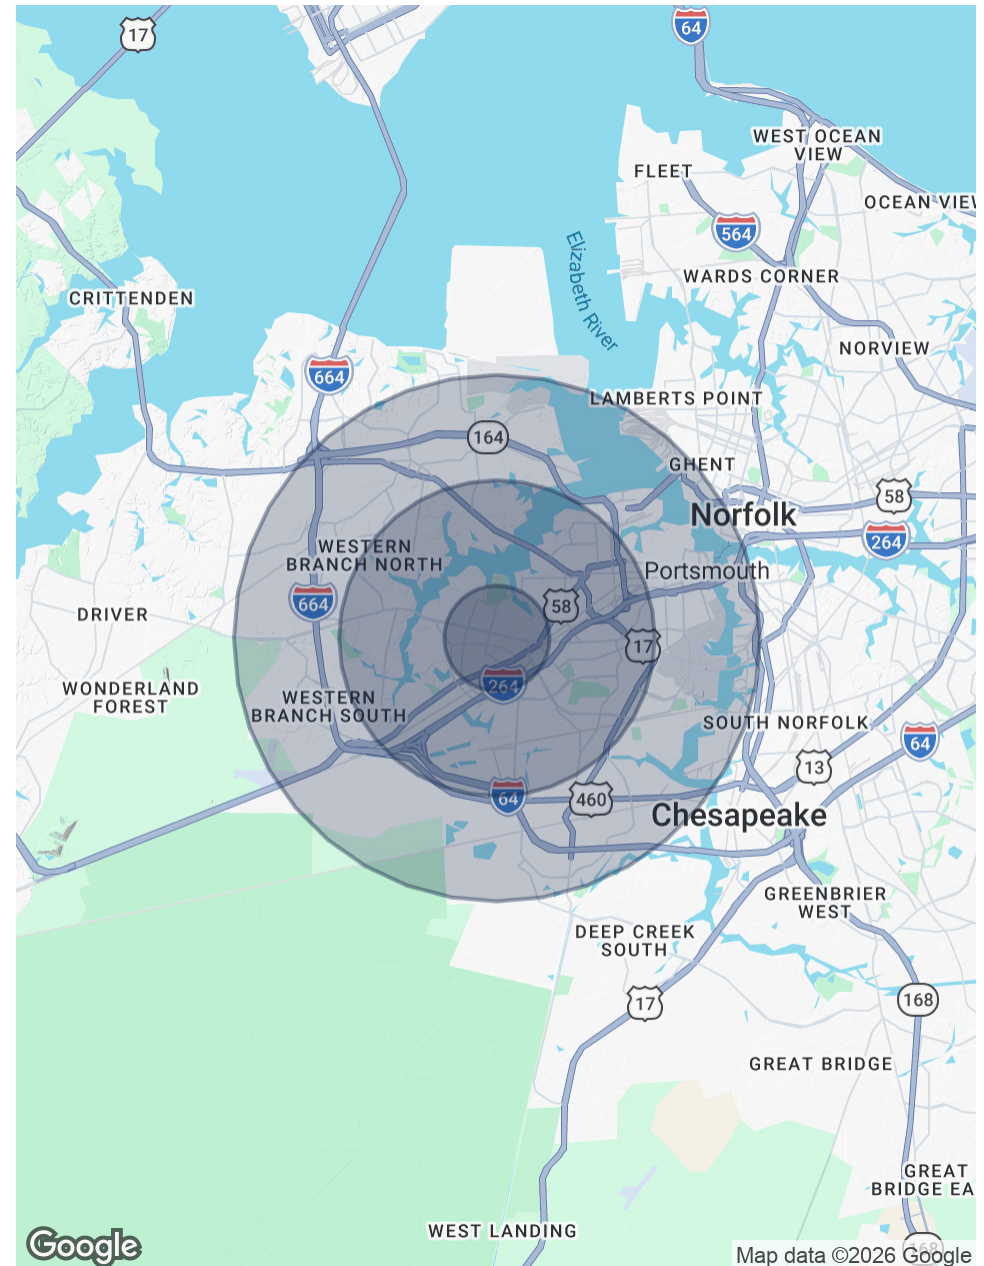 17
64
WEST OCEAN
VIEW
FLEET
OCEAN VIEW
564
Elizabeth River
WARDS CORNER
CRITTENDEN
NORVIEW
664
LAMBERTS POINT
164
GHENT
58
Norfolk
264
WESTERN
BRANCH NORTH
Portsmouth
664
58
DRIVER
17
264
WONDERLAND
FOREST
WESTERN
BRANCH SOUTH
SOUTH NORFOLK
64
13
64
460
Chesapeake
GREENBRIER
WEST
DEEP CREEK
SOUTH
17
168
GREAT BRIDGE
GREAT
BRIDGE EA
WEST LANDING
168
Google
Map data ©2026 Google